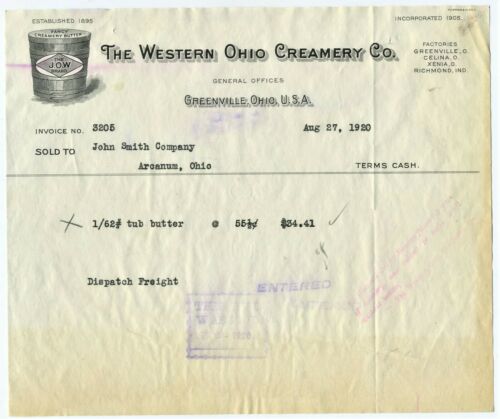 ESTABLISHED 1895
INCORPORATED 1905.
FANCY
CREAMERY BUTTER
THE
J.O.W
BRAND
THE WESTERN OHIO CREAMERY CO.
FACTORIES
GREENVILLE, O.
CELINA, O.
XENIA, O.
RICHMOND, IND.
GENERAL OFFICES
GREENVILLE, OHIO, U.S.A.
INVOICE NO. 3205
Aug 27, 1920
SOLD TO John Smith Company
Arcanum, Ohio
TERMS CASH.
1/62# tub butter @ 55½¢ $34.41
Dispatch Freight
ENTERED